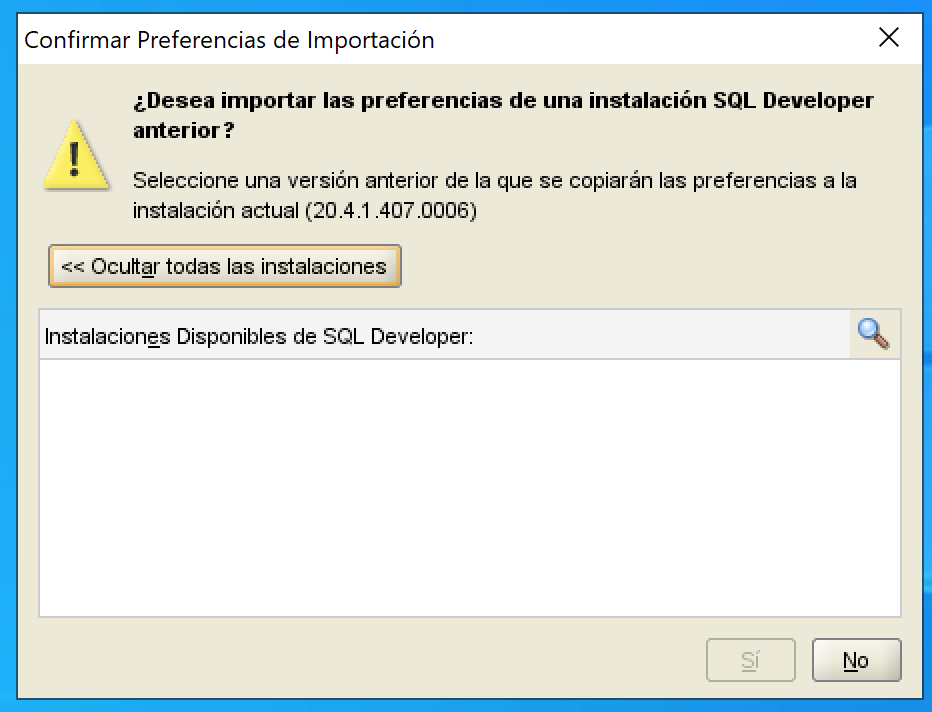 Confirmar Preferencias de Importación
¿Desea importar las preferencias de una instalación SQL Developer
anterior?
Seleccione una versión anterior de la que se copiarán las preferencias a la
instalación actual (20.4.1.407.0006)
<< Ocultar todas las instalaciones
Instalaciones Disponibles de SQL Developer:
Sí
No